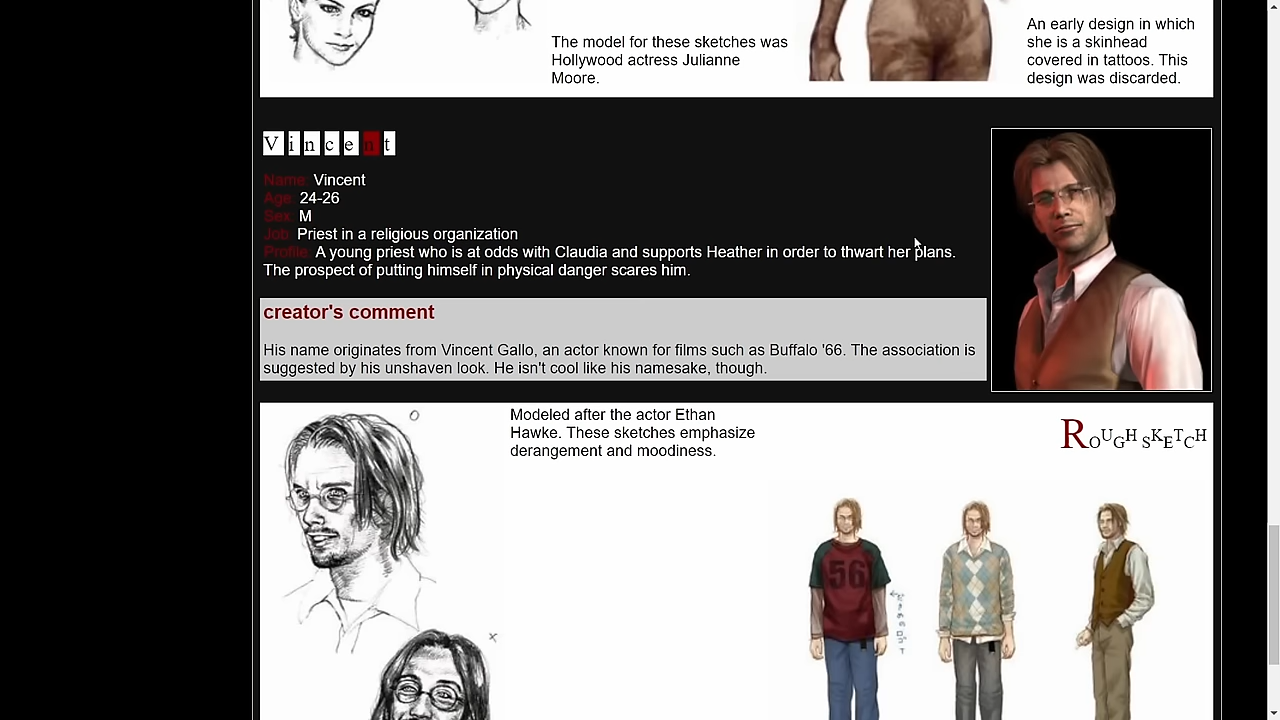 The model for these sketches was
Hollywood actress Julianne
Moore.
An early design in which
she is a skinhead
covered in tattoos. This
design was discarded.
Vincent
Name: Vincent
Age: 24-26
Sex: M
Job: Priest in a religious organization
Profile: A young priest who is at odds with Claudia and supports Heather in order to thwart her plans.
The prospect of putting himself in physical danger scares him.
creator's comment
His name originates from Vincent Gallo, an actor known for films such as Buffalo '66. The association is
suggested by his unshaven look. He isn't cool like his namesake, though.
Modeled after the actor Ethan
Hawke. These sketches emphasize
derangement and moodiness.
ROUGH SKETCH
56